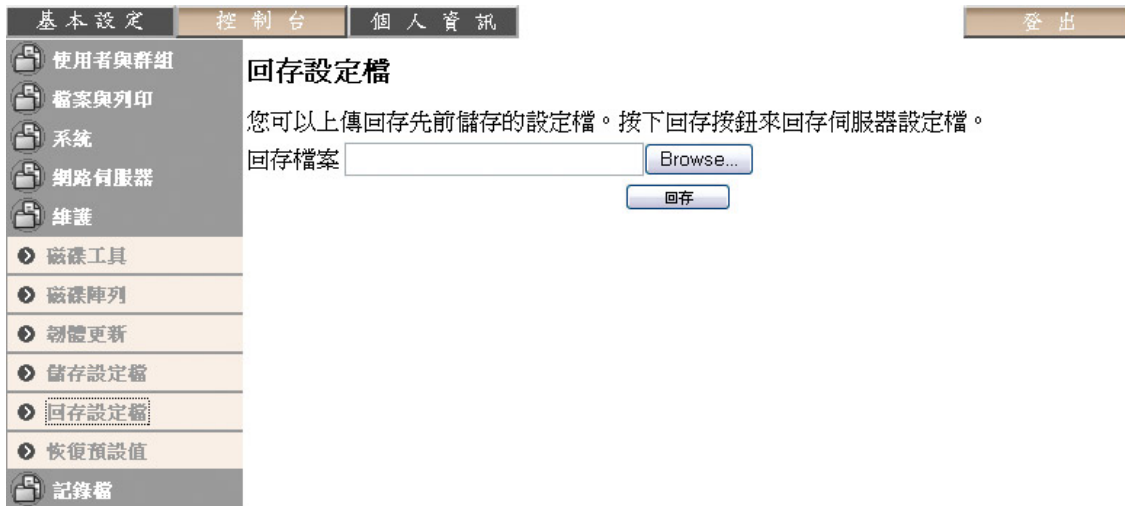 基本設定 控制台 個人資訊 登出
使用者與群組
檔案與列印
系統
網路伺服器
維護
磁碟工具
磁碟陣列
韌體更新
儲存設定檔
回存設定檔
恢復預設值
記錄檔
回存設定檔
您可以上傳回存先前儲存的設定檔。按下回存按鈕來回存伺服器設定檔。
回存檔案 Browse...
回存